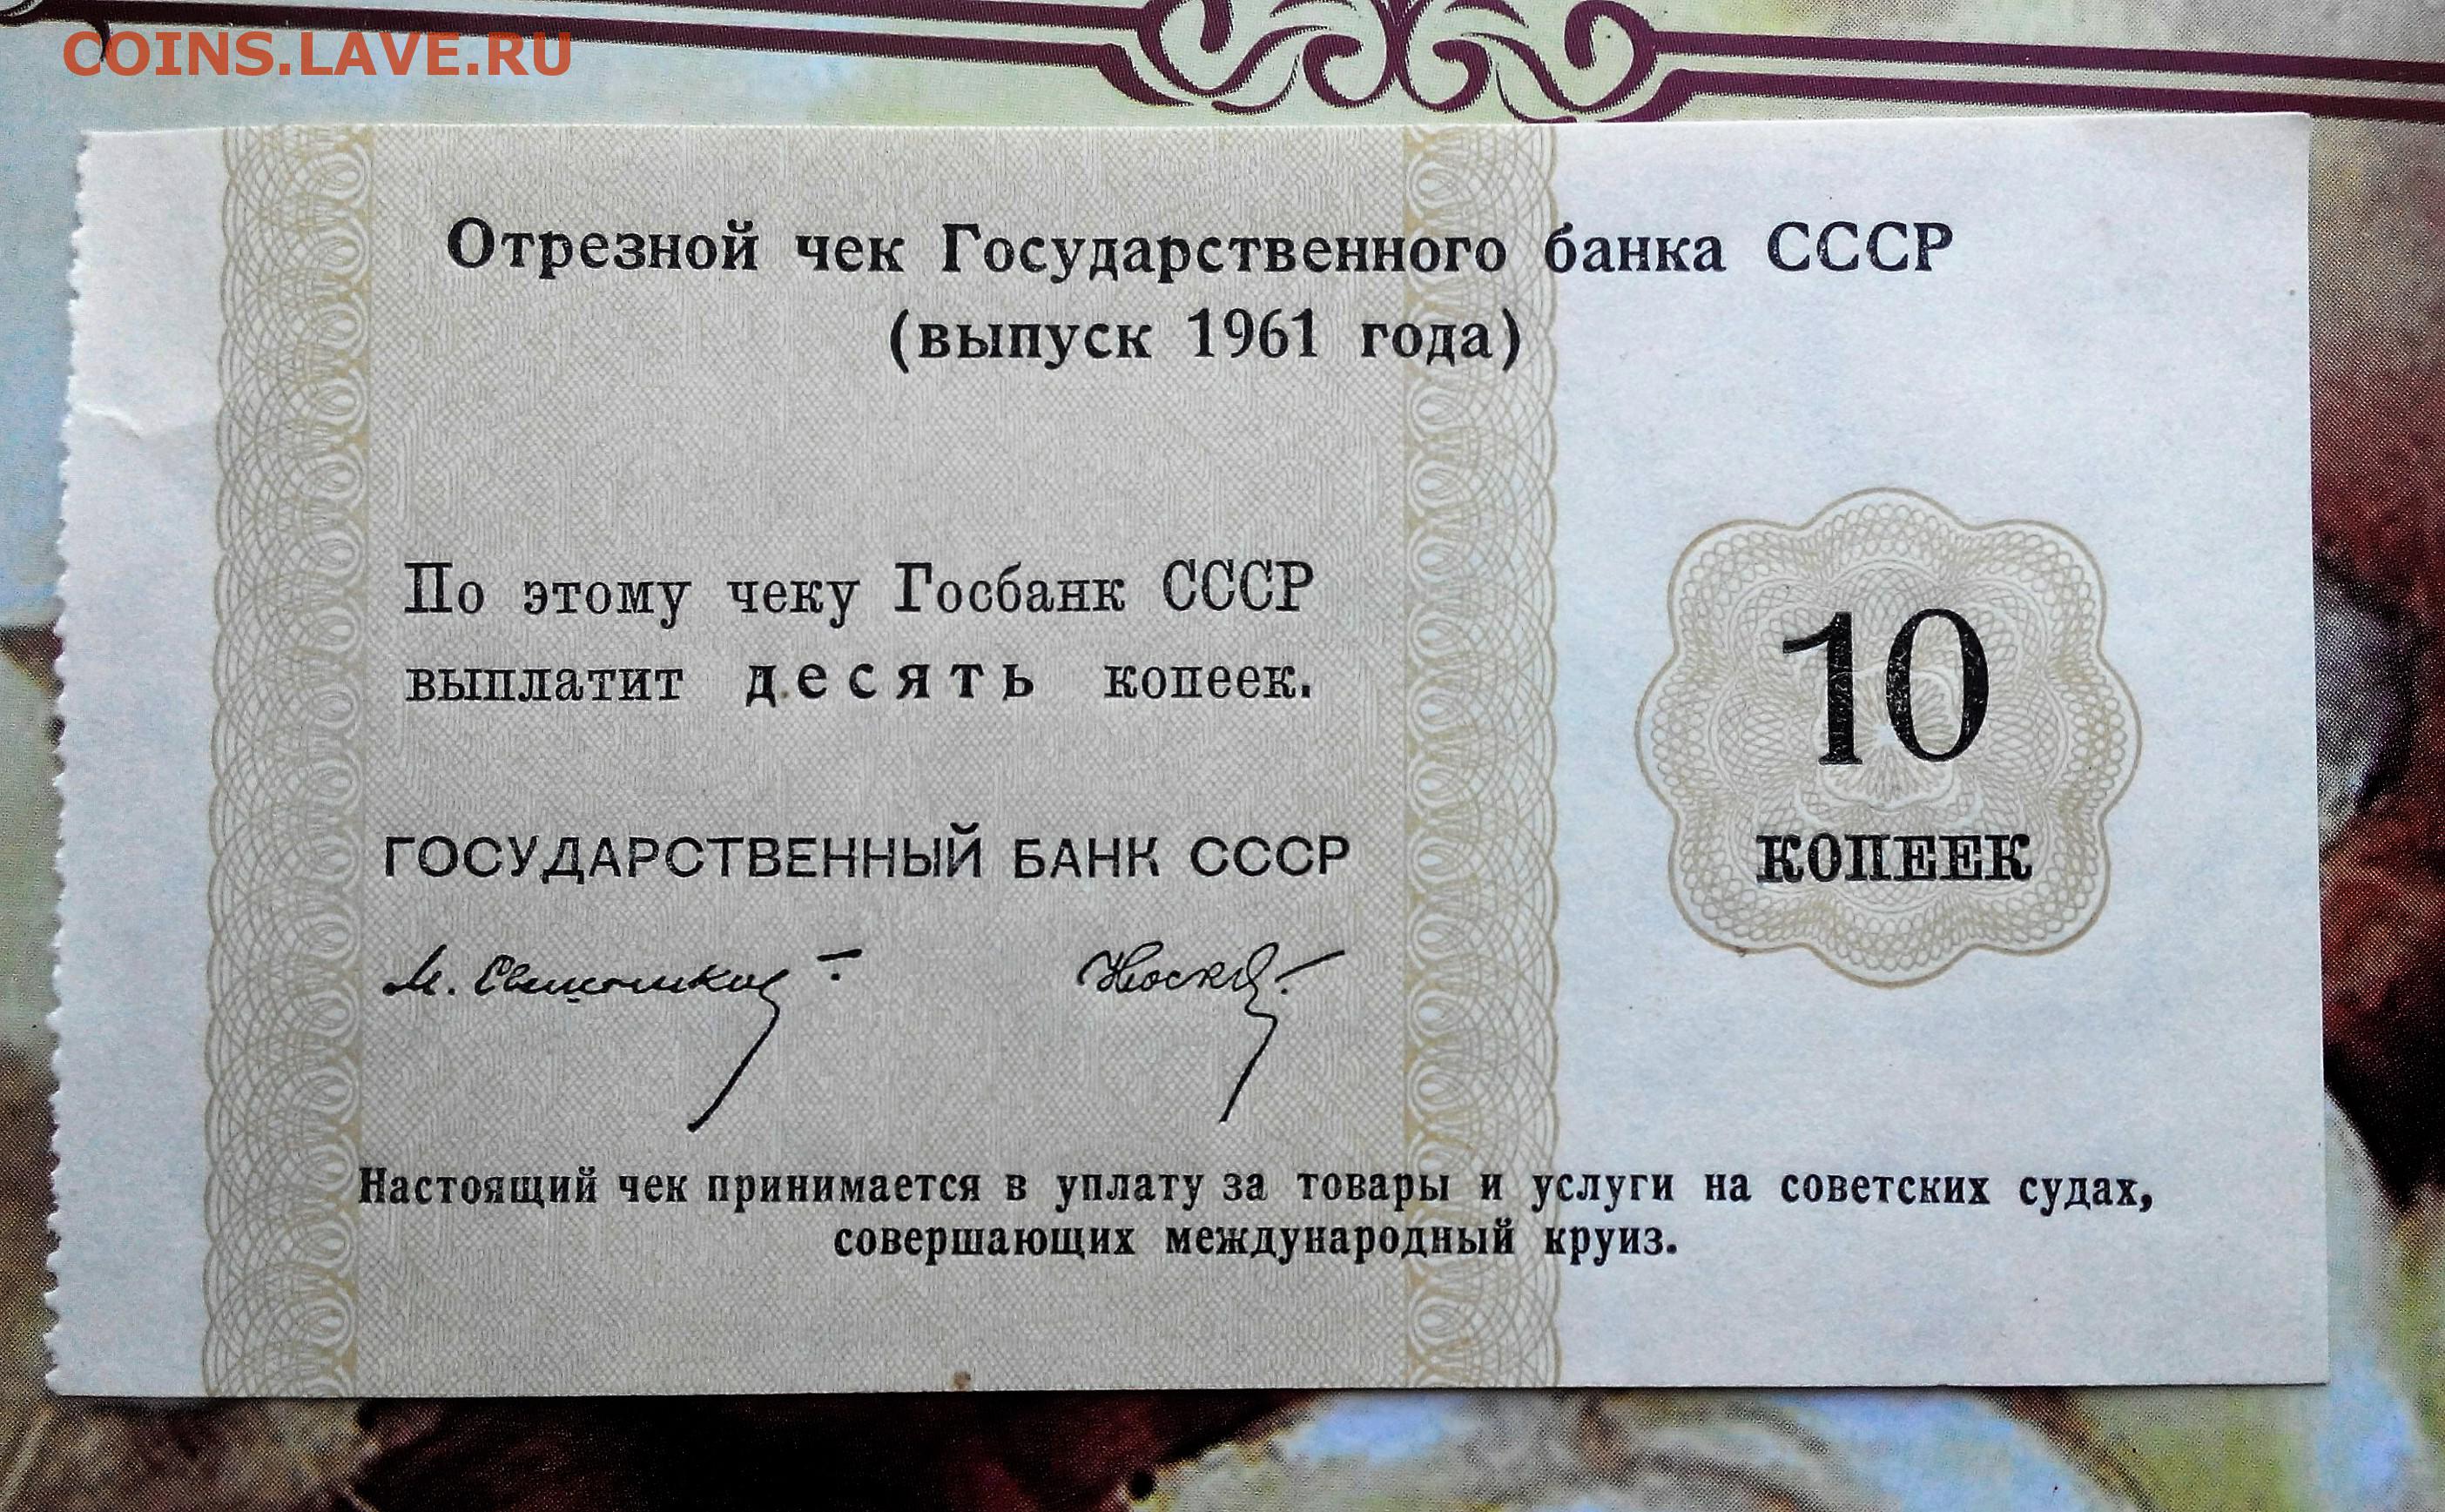 COINS.LAVE.RU
Отрезной чек Государственного банка СССР
(выпуск 1961 года)
По этому чеку Госбанк СССР
выплатит десять копеек.
10
КОПЕЕК
ГОСУДАРСТВЕННЫЙ БАНК СССР
Настоящий чек принимается в уплату за товары и услуги на советских судах,
совершающих международный круиз.